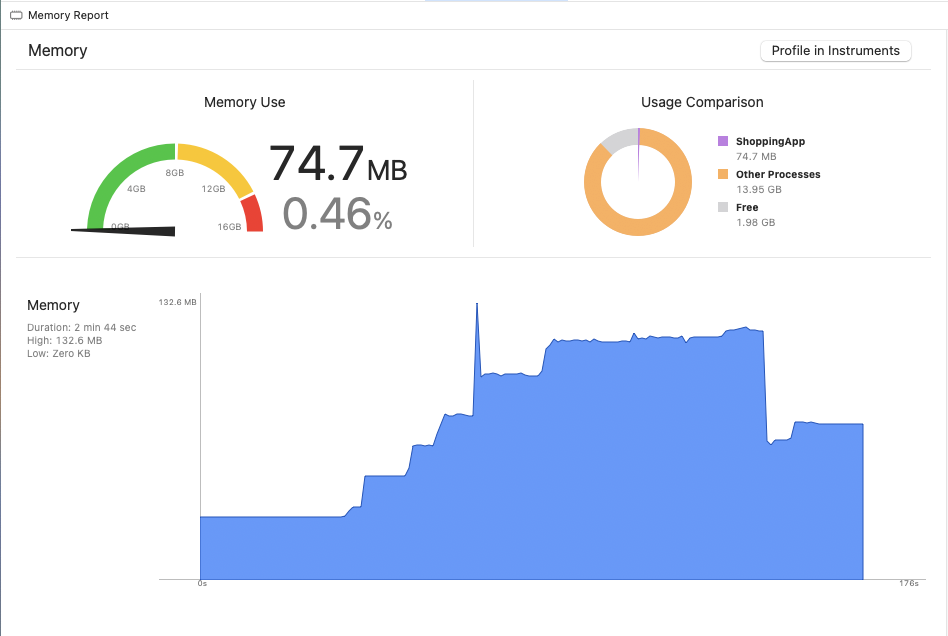 Memory Report
Memory
Profile in Instruments
Memory Use
0GB
4GB
8GB
12GB
16GB
74.7 MB
0.46%
Usage Comparison
ShoppingApp
74.7 MB
Other Processes
13.95 GB
Free
1.98 GB
Memory
Duration: 2 min 44 sec
High: 132.6 MB
Low: Zero KB
132.6 MB
0s
176s